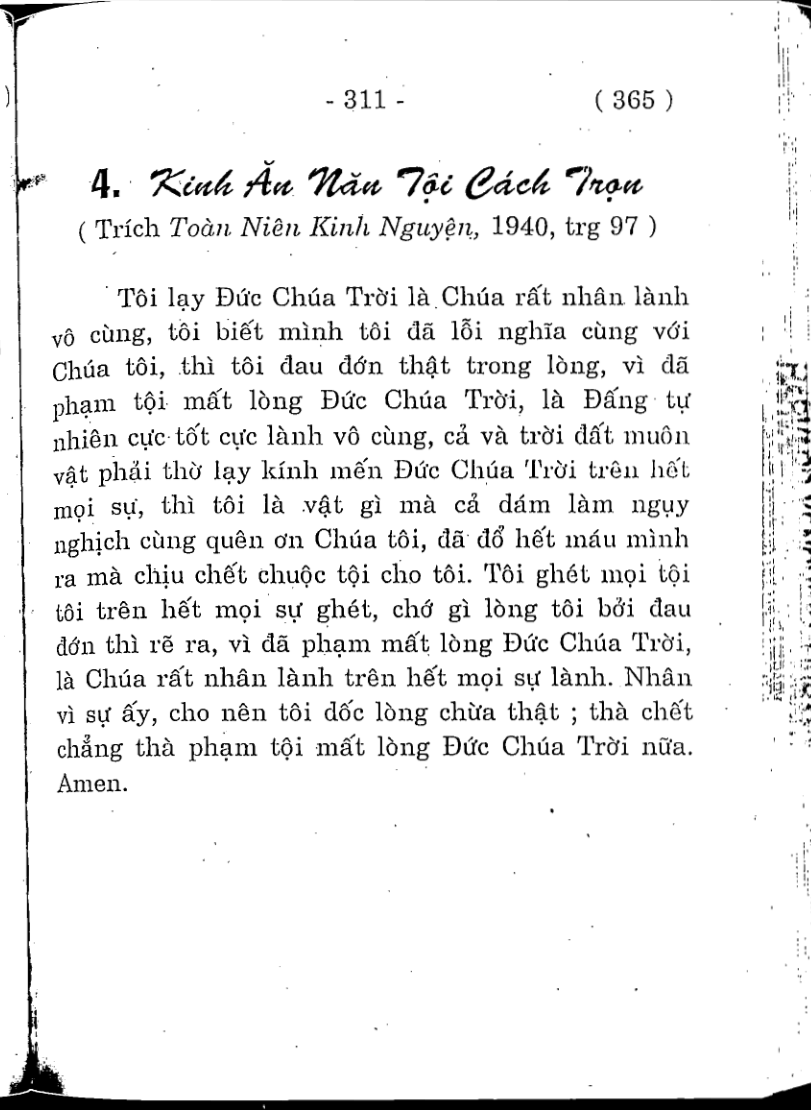 - 311 - ( 365 )
4. Kinh Ăn Năn Tội Cách Trọn
( Trích Toàn Niên Kinh Nguyện, 1940, trg 97 )
Tôi lạy Đức Chúa Trời là Chúa rất nhân lành
vô cùng, tôi biết mình tôi đã lỗi nghĩa cùng với
Chúa tôi, thì tôi đau đớn thật trong lòng, vì đã
phạm tội mất lòng Đức Chúa Trời, là Đấng tự
nhiên cực tốt cực lành vô cùng, cả và trời đất muôn
vật phải thờ lạy kính mến Đức Chúa Trời trên hết
mọi sự, thì tôi là vật gì mà cả dám làm ngụy
nghịch cùng quên ơn Chúa tôi, đã đổ hết máu mình
ra mà chịu chết chuộc tội cho tôi. Tôi ghét mọi tội
tôi trên hết mọi sự ghét, chớ gì lòng tôi bởi đau
đớn thì rẽ ra, vì đã phạm mất lòng Đức Chúa Trời,
là Chúa rất nhân lành trên hết mọi sự lành. Nhân
vì sự ấy, cho nên tôi dốc lòng chừa thật ; thà chết
chẳng thà phạm tội mất lòng Đức Chúa Trời nữa.
Amen.